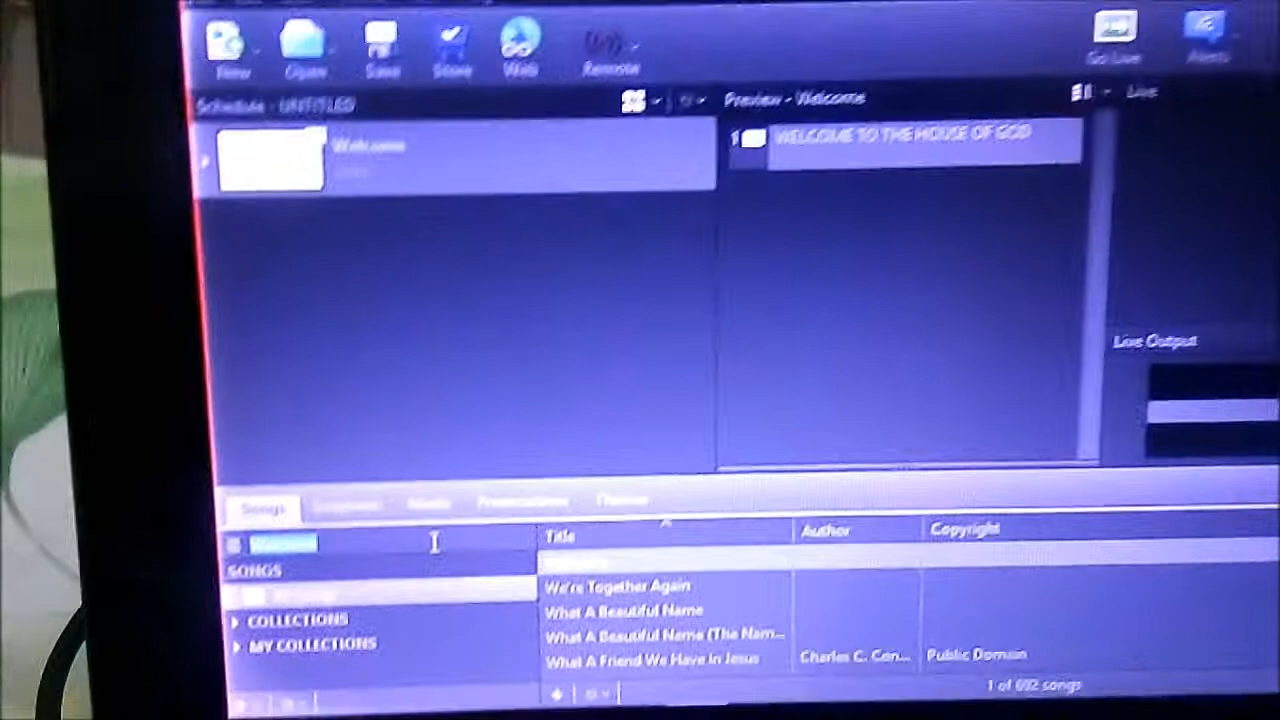 New Open Save Store Web Remote Go Live Alerts
Schedule - UNTITLED Preview - Welcome Live
Welcome 1 WELCOME TO THE HOUSE OF GOD
Live Output
Songs Scriptures Media Presentations Themes
Title Author Copyright
SONGS
We're Together Again
What A Beautiful Name
COLLECTIONS
What A Beautiful Name (The Nam...
MY COLLECTIONS
What A Friend We Have In Jesus Charles C. Con... Public Domain
1 of 692 songs